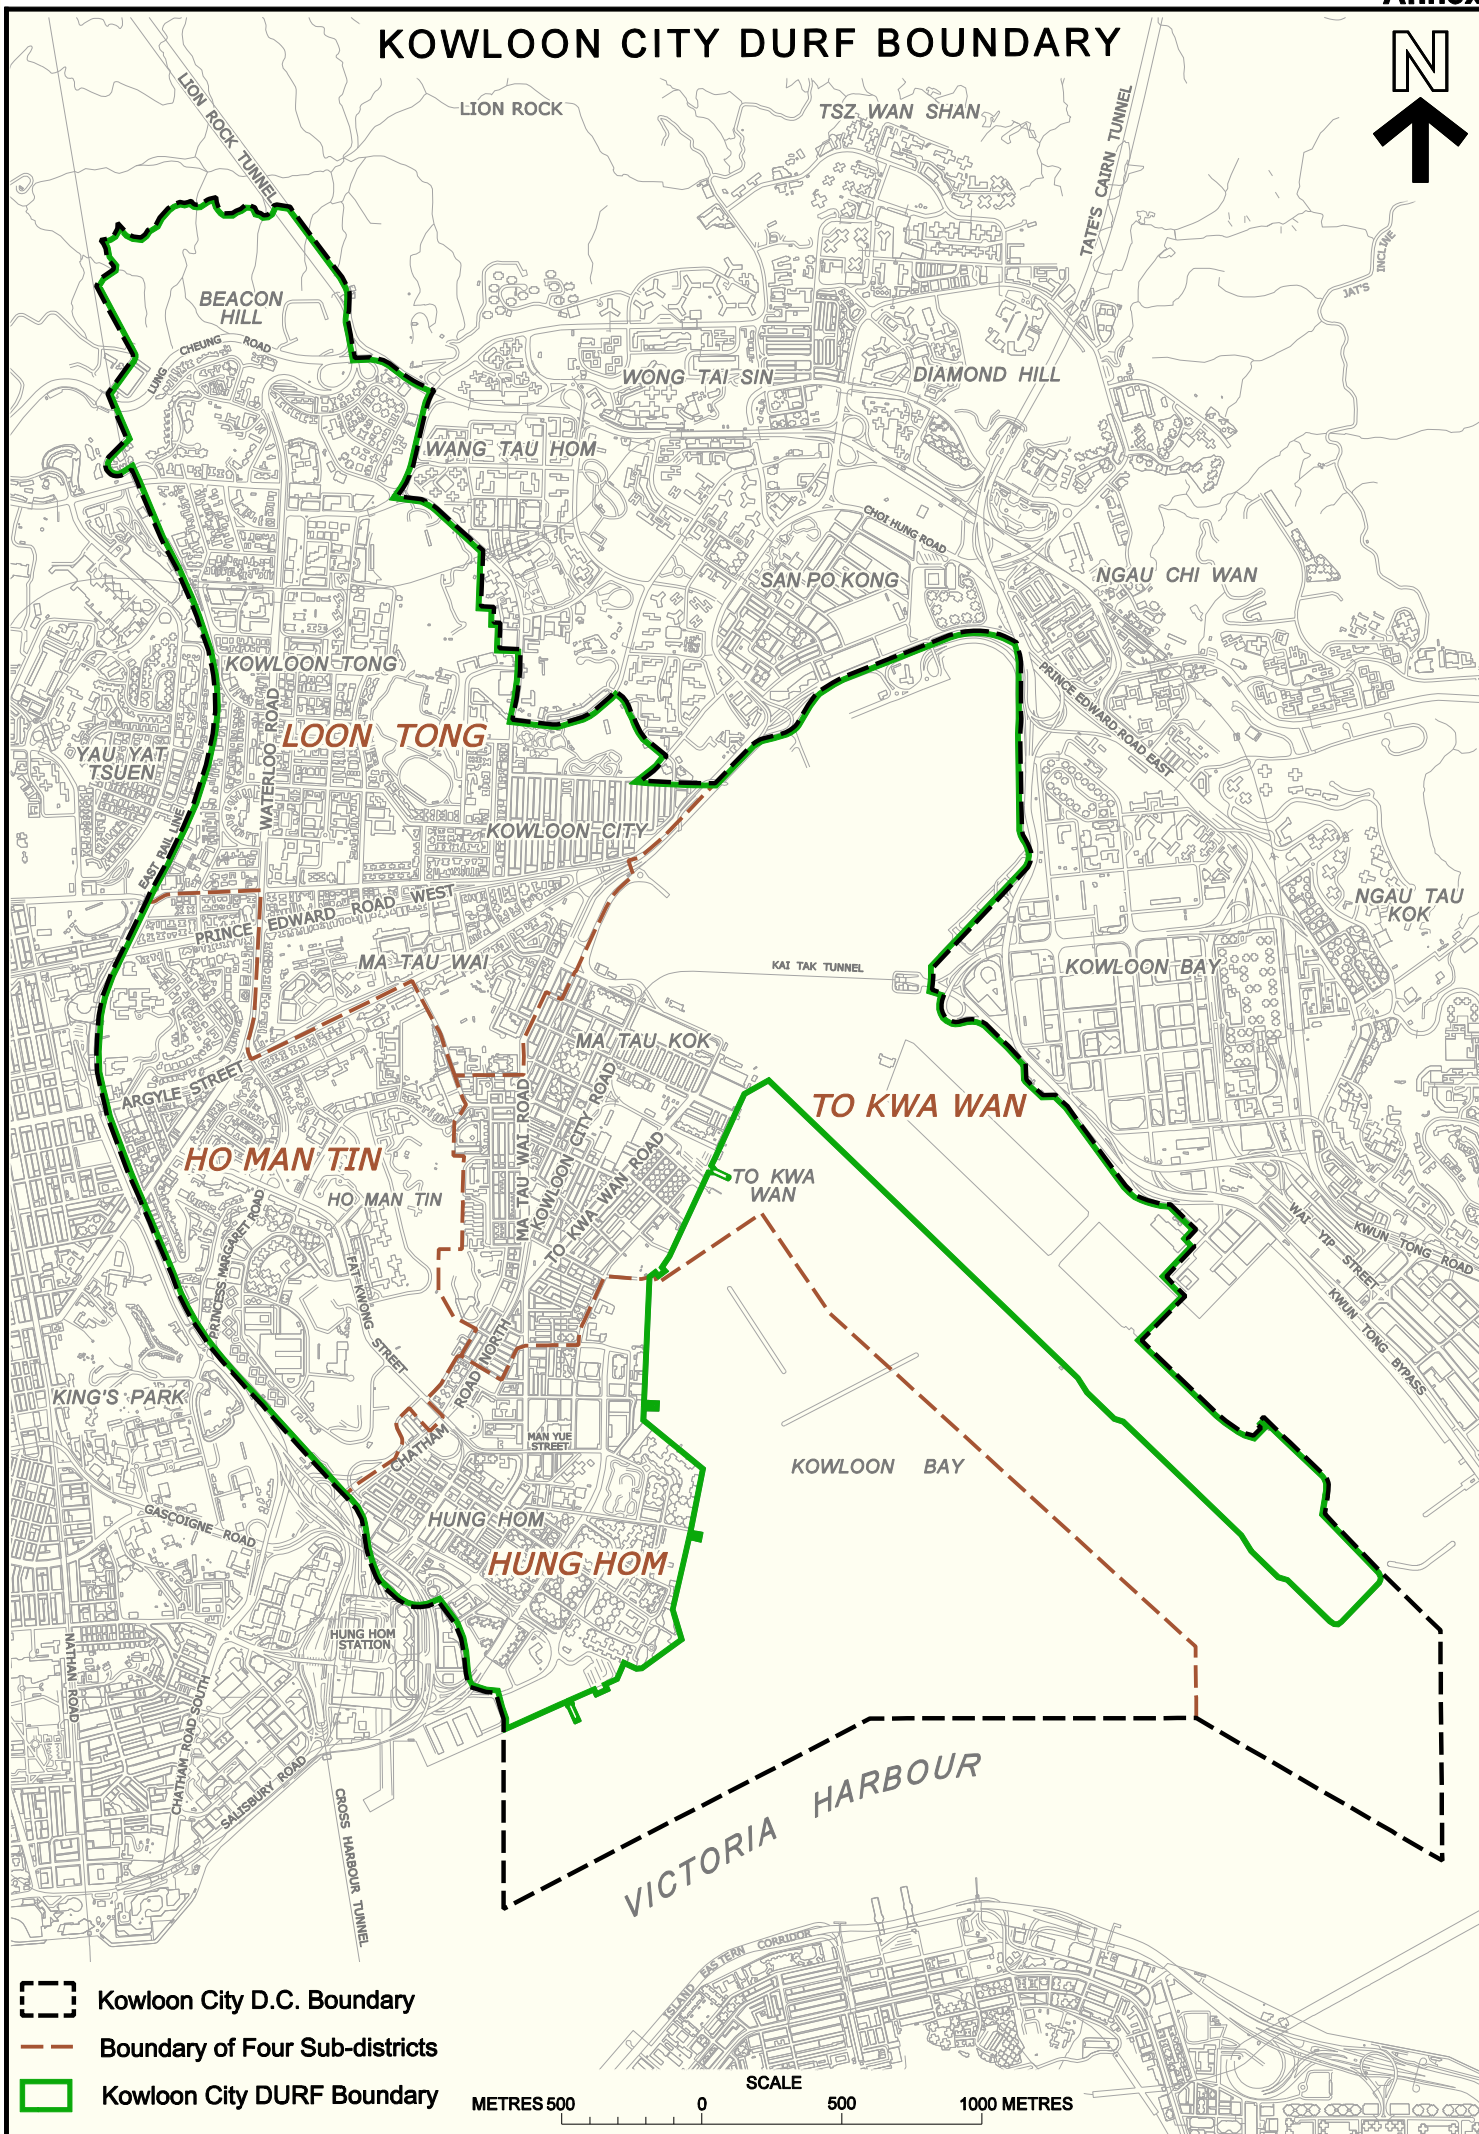 Annex
KOWLOON CITY DURF BOUNDARY
N
LION ROCK TUNNEL
LION ROCK
TSZ WAN SHAN
TATE'S CAIRN TUNNEL
JAT'S
INCLINE
BEACON
HILL
LUNG CHEUNG ROAD
WONG TAI SIN
DIAMOND HILL
WANG TAU HOM
CHOI HUNG ROAD
SAN PO KONG
NGAU CHI WAN
KOWLOON TONG
PRINCE EDWARD ROAD EAST
WATERLOO ROAD
LOON TONG
YAU YAT
TSUEN
EAST RAIL LINE
KOWLOON CITY
PRINCE EDWARD ROAD WEST
NGAU TAU
KOK
MA TAU WAI
KAI TAK TUNNEL
KOWLOON BAY
MA TAU KOK
ARGYLE STREET
TO KWA WAN
MA TAU WAI ROAD
KOWLOON CITY ROAD
TO KWA WAN ROAD
HO MAN TIN
HO MAN TIN
TO KWA
WAN
PRINCESS MARGARET ROAD
FAT KWONG STREET
WAI YIP STREET
KWUN TONG ROAD
KWUN TONG BYPASS
KING'S PARK
CHATHAM ROAD NORTH
MAN YUE
STREET
KOWLOON BAY
GASCOIGNE ROAD
HUNG HOM
HUNG HOM
HUNG HOM
STATION
NATHAN ROAD
CHATHAM ROAD SOUTH
SALISBURY ROAD
CROSS HARBOUR TUNNEL
VICTORIA HARBOUR
ISLAND EASTERN CORRIDOR
Kowloon City D.C. Boundary
Boundary of Four Sub-districts
Kowloon City DURF Boundary
SCALE
METRES 500 0 500 1000 METRES